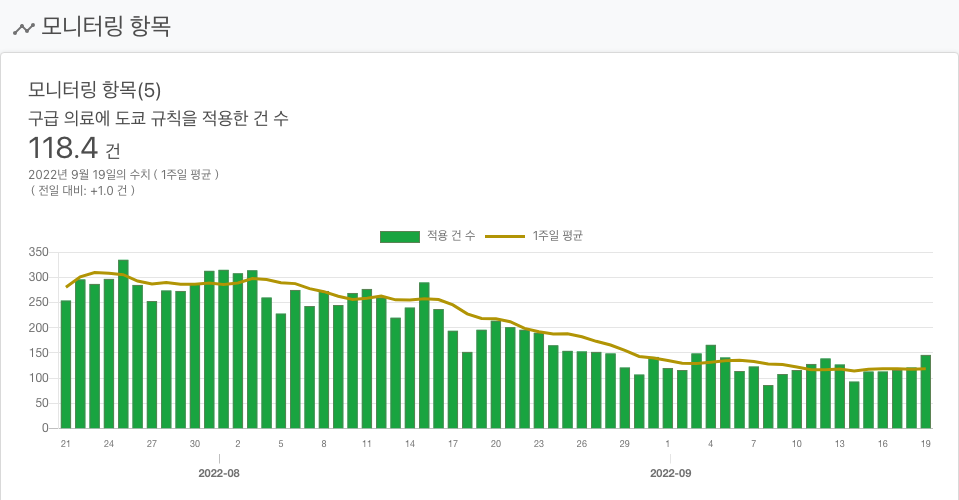 모니터링 항목
모니터링 항목(5)
구급 의료에 도쿄 규칙을 적용한 건 수
118.4 건
2022년 9월 19일의 수치 ( 1주일 평균 )
( 전일 대비: +1.0 건 )
적용 건 수 1주일 평균
350
300
250
200
150
100
50
0
21 24 27 30 2 5 8 11 14 17 20 23 26 29 1 4 7 10 13 16 19
2022-08 2022-09